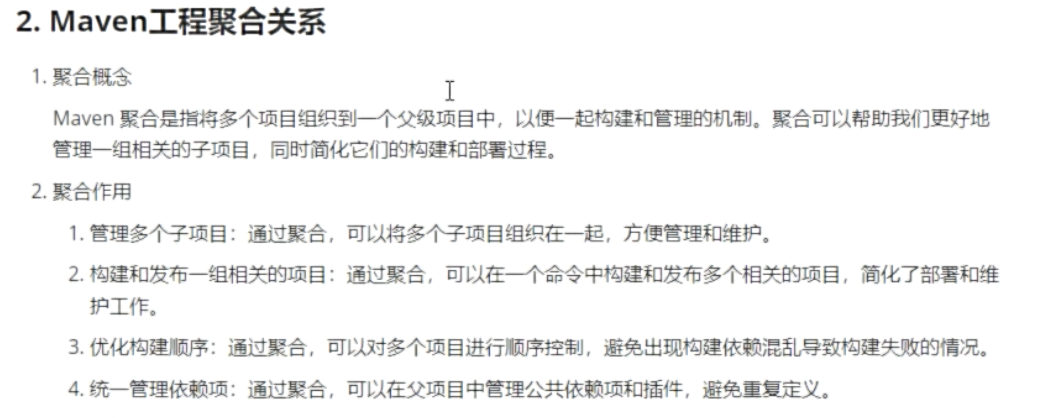 2. Maven工程聚合关系
1. 聚合概念
Maven 聚合是指将多个项目组织到一个父级项目中，以便一起构建和管理的机制。聚合可以帮助我们更好地
管理一组相关的子项目，同时简化它们的构建和部署过程。
2. 聚合作用
1. 管理多个子项目：通过聚合，可以将多个子项目组织在一起，方便管理和维护。
2. 构建和发布一组相关的项目：通过聚合，可以在一个命令中构建和发布多个相关的项目，简化了部署和维
护工作。
3. 优化构建顺序：通过聚合，可以对多个项目进行顺序控制，避免出现构建依赖混乱导致构建失败的情况。
4. 统一管理依赖项：通过聚合，可以在父项目中管理公共依赖项和插件，避免重复定义。